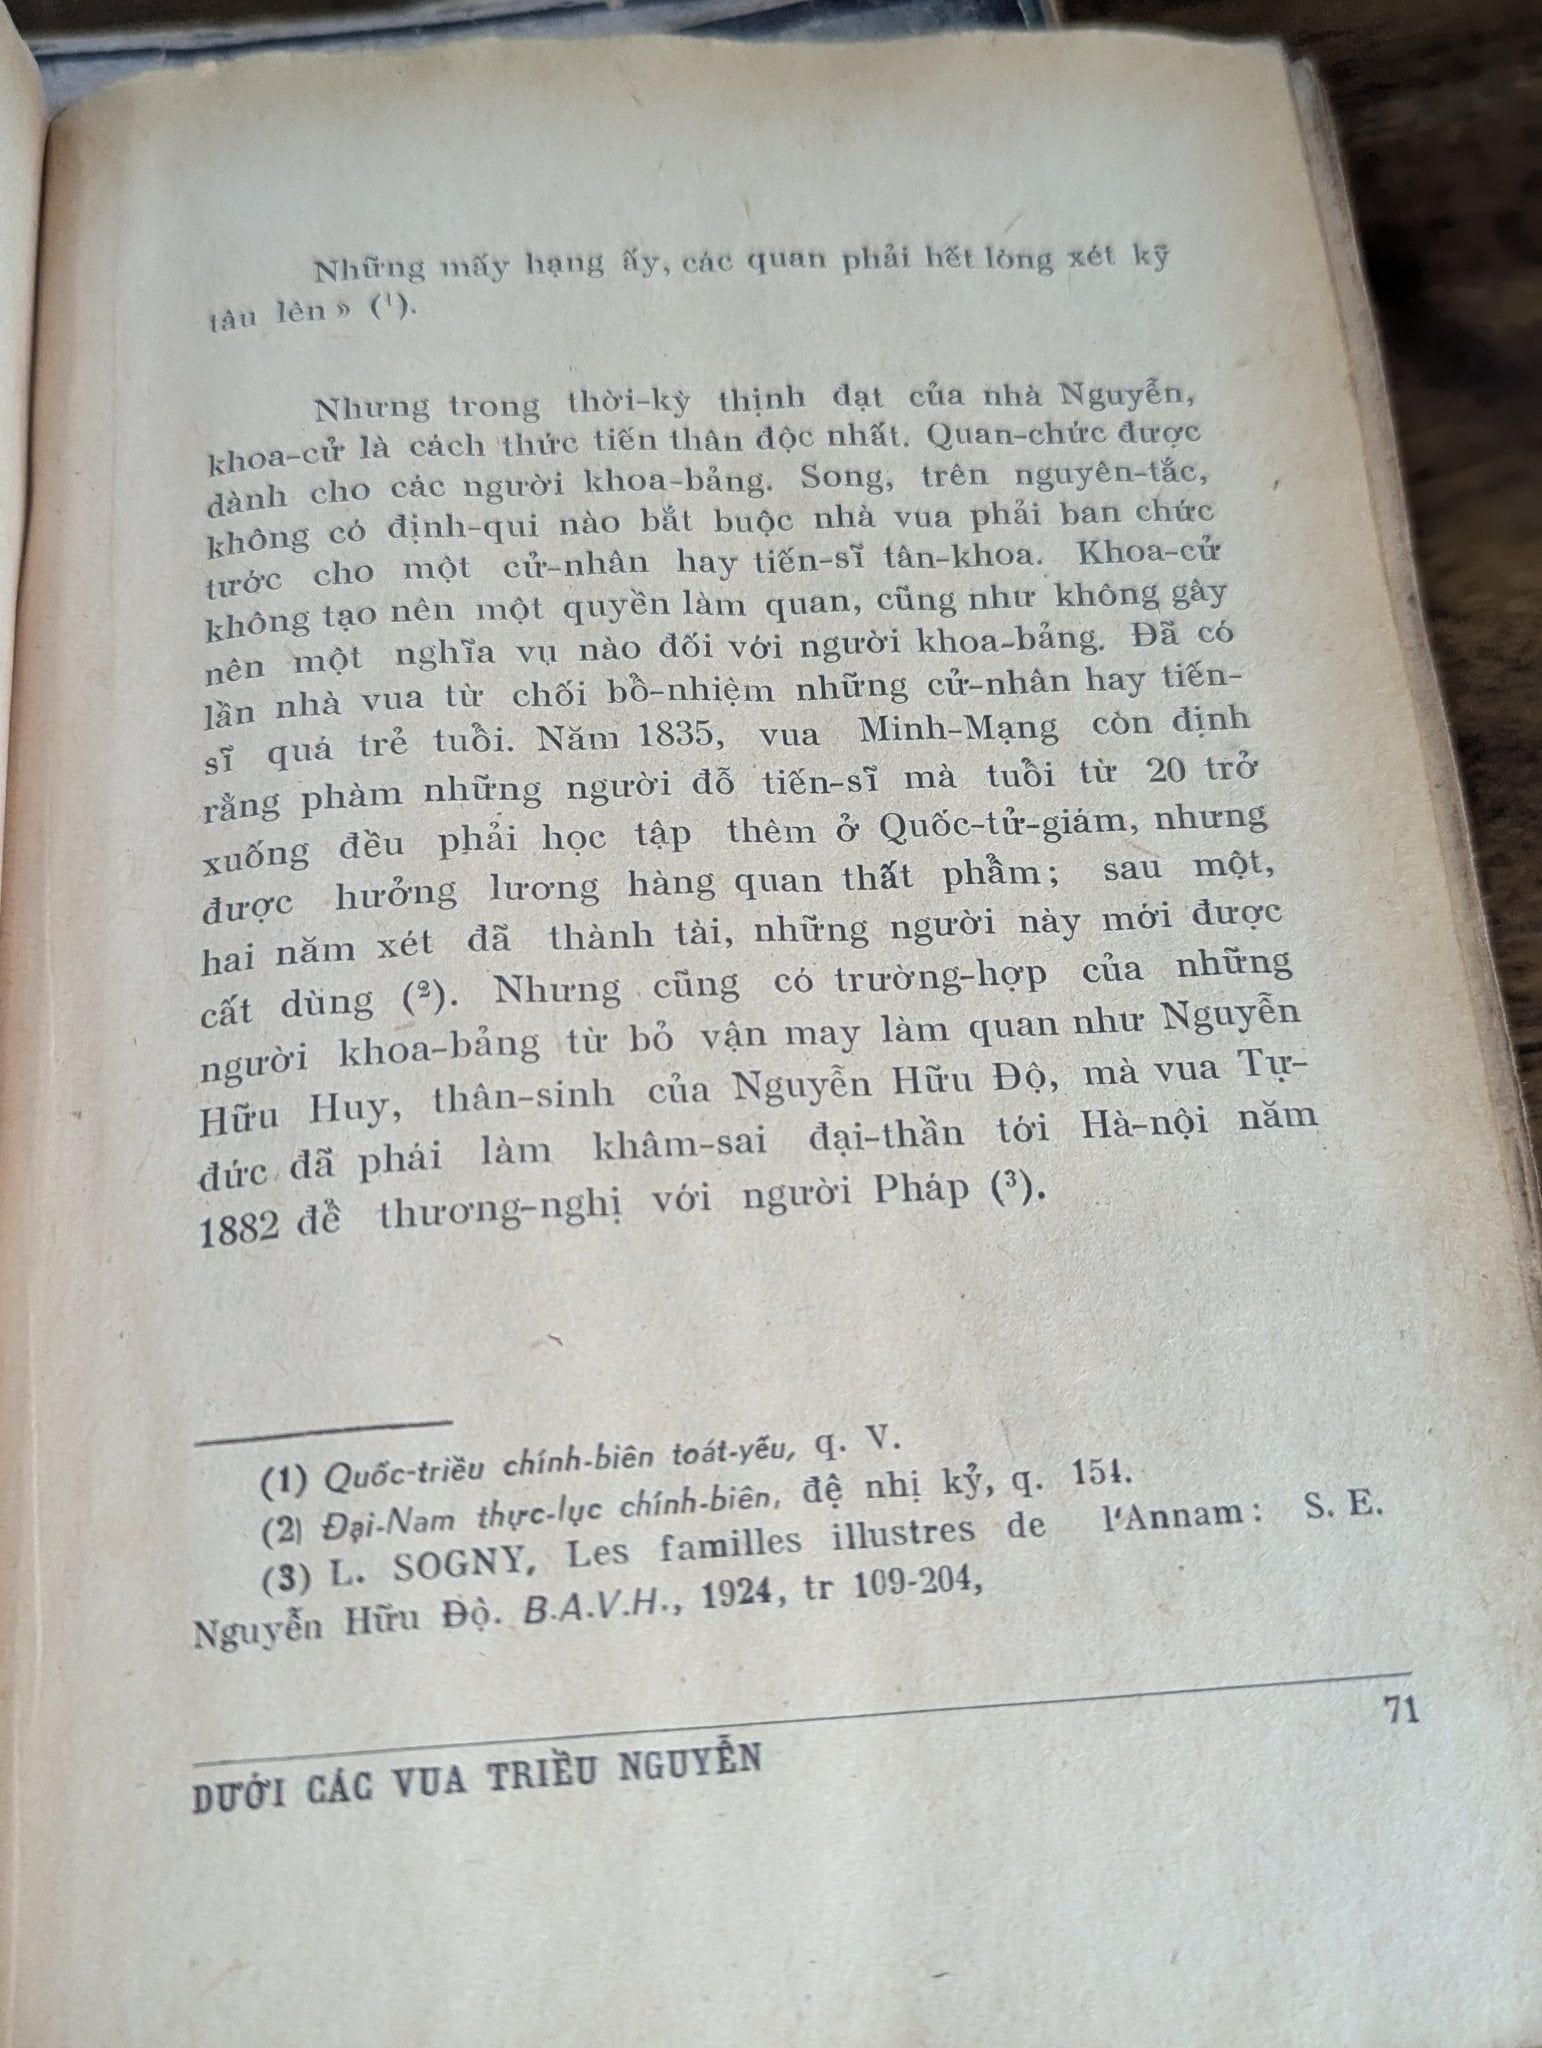 Những mấy hạng ấy, các quan phải hết lòng xét kỹ
tâu lên » (¹).
Nhưng trong thời-kỳ thịnh đạt của nhà Nguyễn,
khoa-cử là cách thức tiến thân độc nhất. Quan-chức được
dành cho các người khoa-bảng. Song, trên nguyên-tắc,
không có định-qui nào bắt buộc nhà vua phải ban chức
tước cho một cử-nhân hay tiến-sĩ tân-khoa. Khoa-cử
không tạo nên một quyền làm quan, cũng như không gây
nên một nghĩa vụ nào đối với người khoa-bảng. Đã có
lần nhà vua từ chối bổ-nhiệm những cử-nhân hay tiến-
sĩ quá trẻ tuổi. Năm 1835, vua Minh-Mạng còn định
rằng phàm những người đỗ tiến-sĩ mà tuổi từ 20 trở
xuống đều phải học tập thêm ở Quốc-tử-giám, nhưng
được hưởng lương hàng quan thất phẩm; sau một,
hai năm xét đã thành tài, những người này mới được
cất dùng (²). Nhưng cũng có trường-hợp của những
người khoa-bảng từ bỏ vận may làm quan như Nguyễn
Hữu Huy, thân-sinh của Nguyễn Hữu Độ, mà vua Tự-
đức đã phái làm khâm-sai đại-thần tới Hà-nội năm
1882 để thương-nghị với người Pháp (³).
(1) Quốc-triều chính-biên toát-yếu, q. V.
(2) Đại-Nam thực-lục chính-biên, đệ nhị kỷ, q. 154.
(3) L. SOGNY, Les familles illustres de l'Annam : S. E.
Nguyễn Hữu Độ. B.A.V.H., 1924, tr 109-204,
71
DƯỚI CÁC VUA TRIỀU NGUYỄN